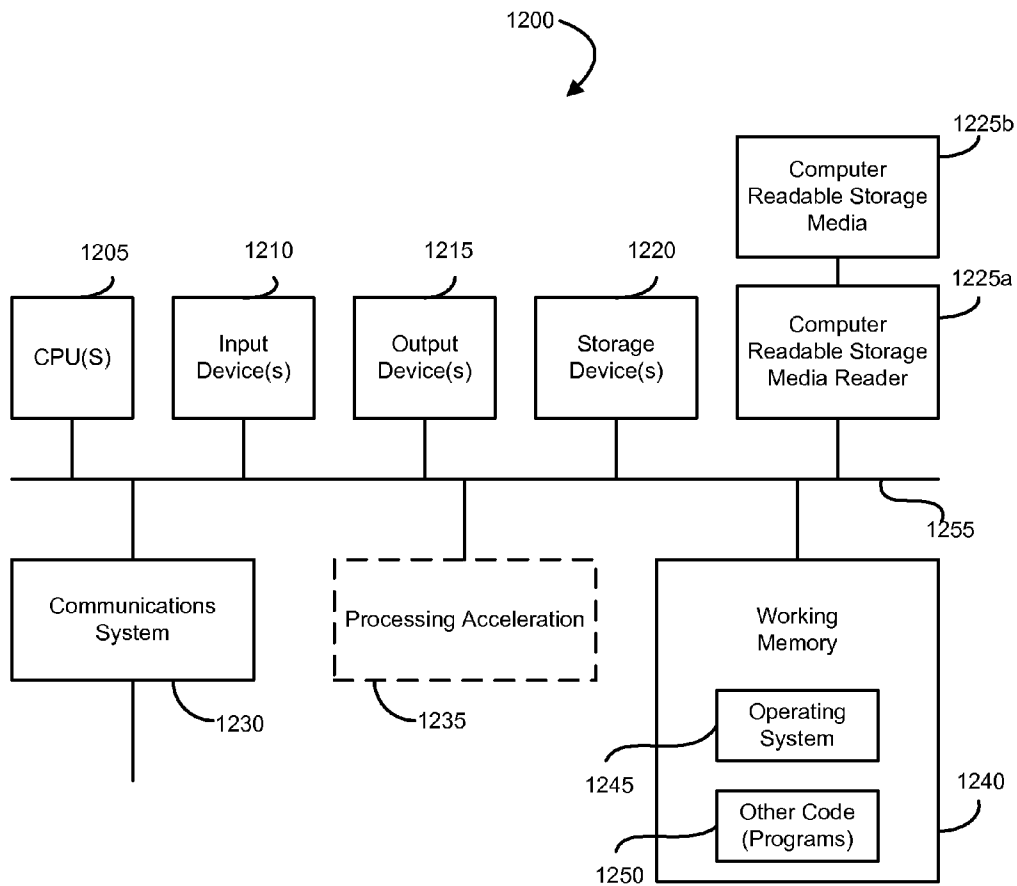 1200
1225b
Computer
Readable Storage
Media
1205
1210
1215
1220
1225a
CPU(S)
Input
Device(s)
Output
Device(s)
Storage
Device(s)
Computer
Readable Storage
Media Reader
1255
Communications
System
Processing Acceleration
Working
Memory
1230
1235
Operating
System
1245
1240
Other Code
(Programs)
1250